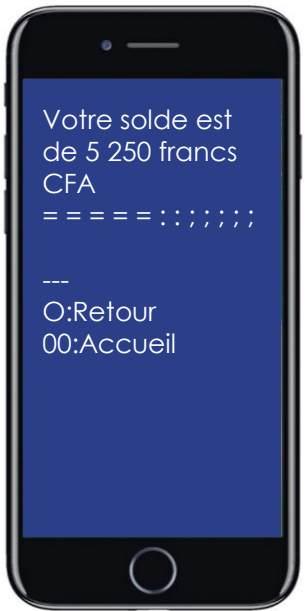 Votre solde est
de 5 250 francs
CFA
= = = = = : : ; ; ; ; ;
---
O:Retour
00:Accueil